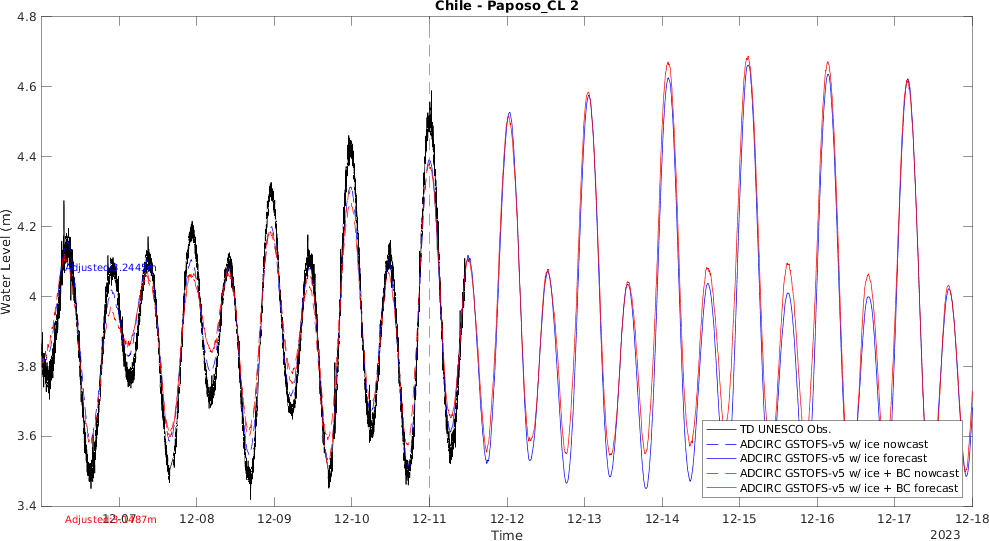 Chile - Paposo_CL 2
4.8
4.6
4.4
4.2
4
3.8
3.6
3.4
Water Level (m)
TD UNESCO Obs.
ADCIRC GSTOFS-v5 w/ ice nowcast
ADCIRC GSTOFS-v5 w/ ice forecast
ADCIRC GSTOFS-v5 w/ ice + BC nowcast
ADCIRC GSTOFS-v5 w/ ice + BC forecast
12-07 12-08 12-09 12-10 12-11 12-12 12-13 12-14 12-15 12-16 12-17 12-18
Time
2023